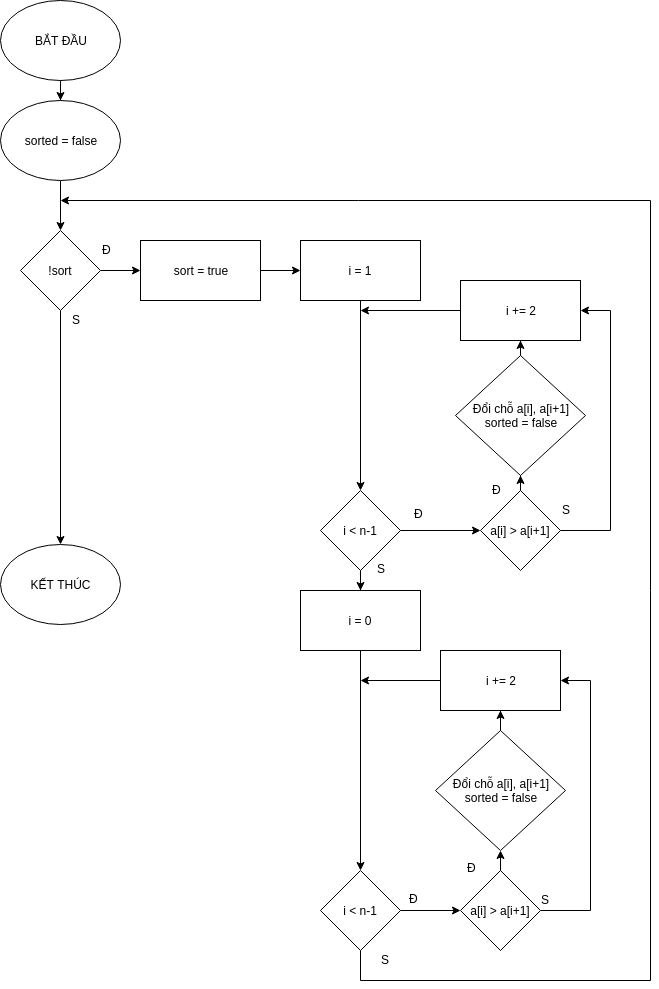 BẮT ĐẦU
sorted = false
!sort
Đ
S
sort = true
i = 1
i += 2
Đổi chỗ a[i], a[i+1]
sorted = false
Đ
S
i < n-1
Đ
a[i] > a[i+1]
S
KẾT THÚC
i = 0
i += 2
Đổi chỗ a[i], a[i+1]
sorted = false
Đ
S
i < n-1
Đ
a[i] > a[i+1]
S